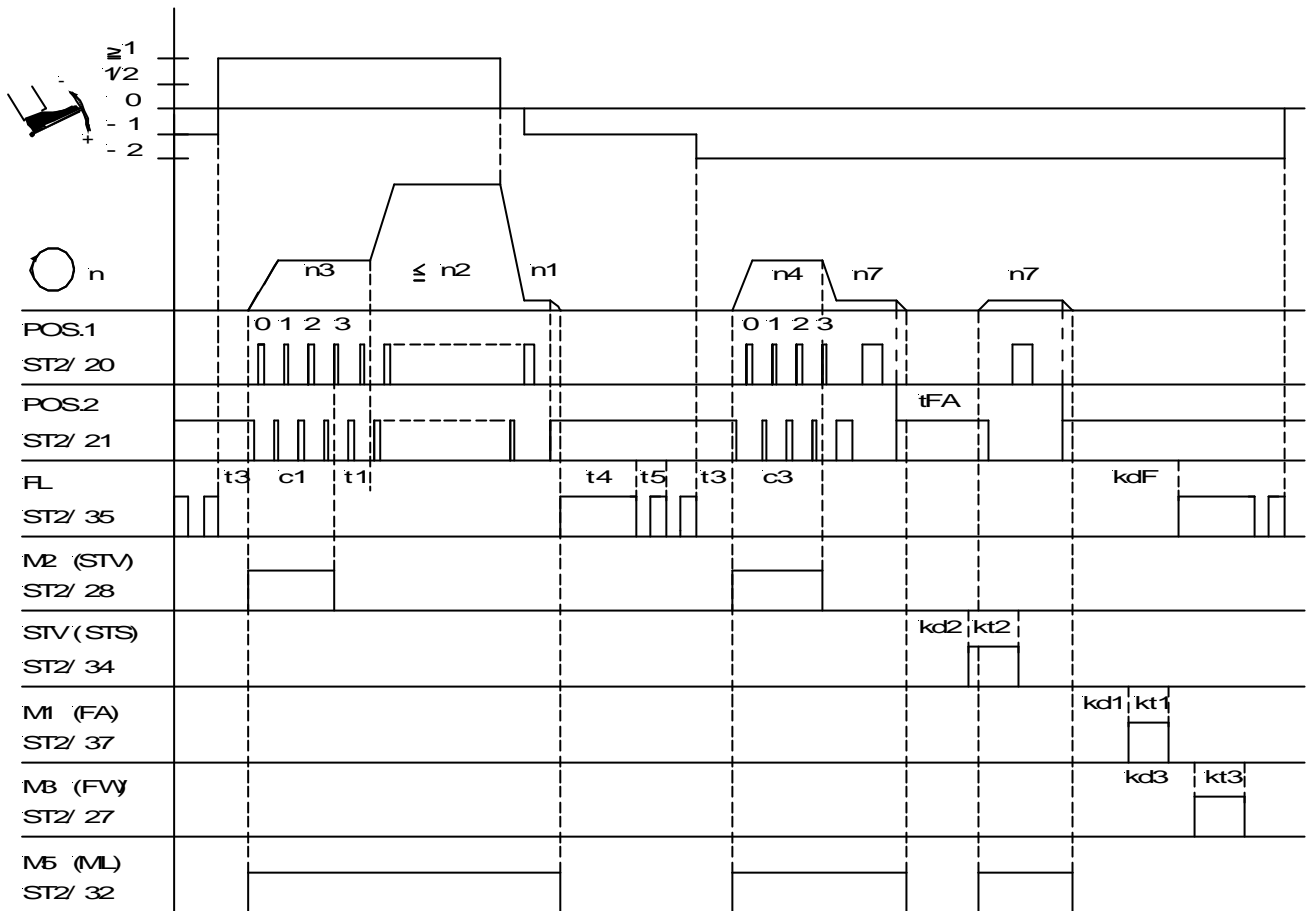 ≧1
1/2
0
- 1
- 2
-
+
n
n3
≦ n2
n1
n4
n7
n7
POS.1
0 1 2 3
0 1 2 3
ST2/ 20
POS.2
tFA
ST2/ 21
FL
t3
c1
t1
t4
t5
t3
c3
kdF
ST2/ 35
M2 (STV)
ST2/ 28
STV (STS)
kd2
kt2
ST2/ 34
M1 (FA)
kd1
kt1
ST2/ 37
M3 (FW)
kd3
kt3
ST2/ 27
M5 (ML)
ST2/ 32